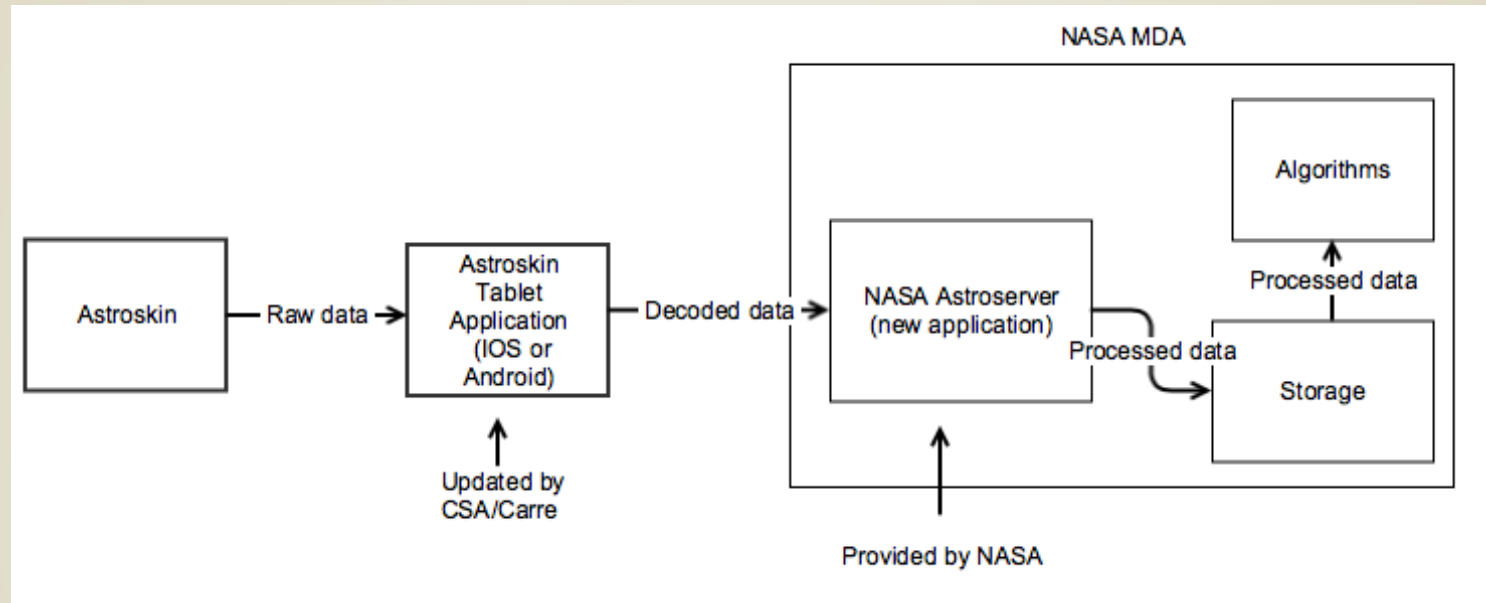 NASA MDA
Algorithms
Astroskin
Raw data
Astroskin
Tablet
Application
(IOS or
Android)
Decoded data
NASA Astroserver
(new application)
Processed data
Processed data
Storage
Updated by
CSA/Carre
Provided by NASA